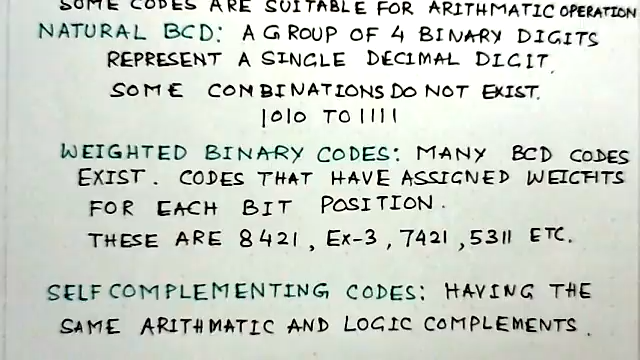 SOME CODES ARE SUITABLE FOR ARITHMATIC OPERATION
NATURAL BCD: A GROUP OF 4 BINARY DIGITS
REPRESENT A SINGLE DECIMAL DIGIT.
SOME COMBINATIONS DO NOT EXIST.
1010 TO 1111
WEIGHTED BINARY CODES: MANY BCD CODES
EXIST. CODES THAT HAVE ASSIGNED WEIGHTS
FOR EACH BIT POSITION.
THESE ARE 8421, EX-3, 7421, 5311 ETC.
SELF COMPLEMENTING CODES: HAVING THE
SAME ARITHMATIC AND LOGIC COMPLEMENTS.